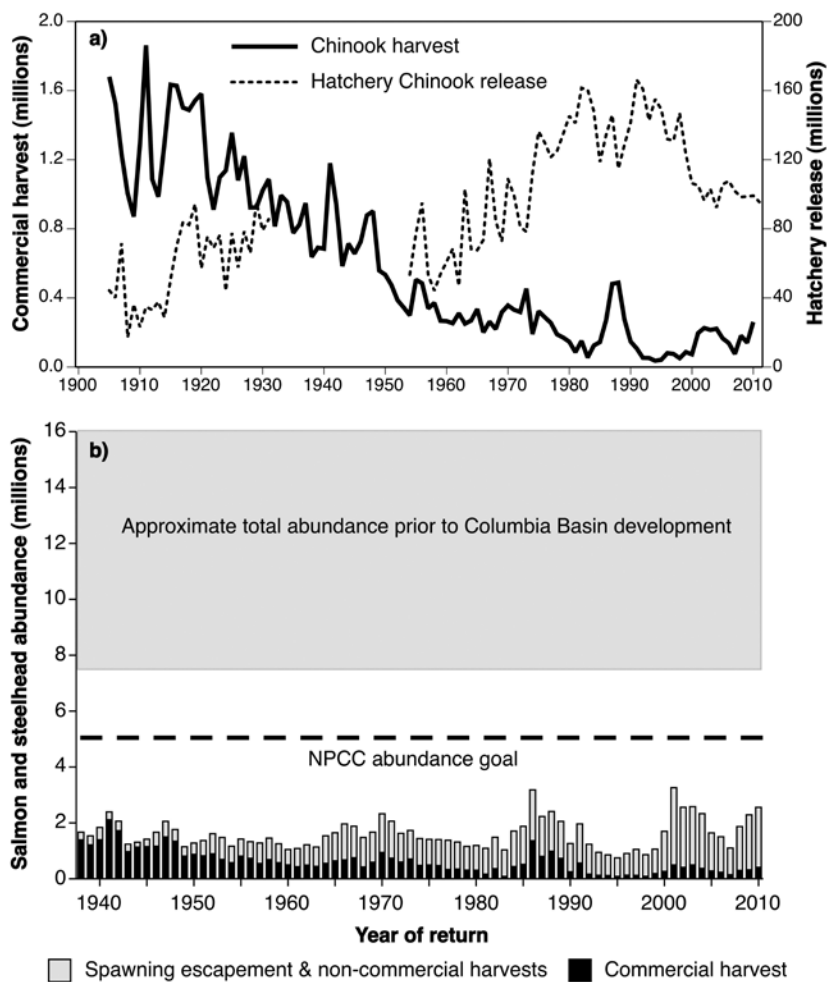 a)
Chinook harvest
Hatchery Chinook release
Commercial harvest (millions)
2.0
1.6
1.2
0.8
0.4
0.0
Hatchery release (millions)
200
160
120
80
40
0
1900 1910 1920 1930 1940 1950 1960 1970 1980 1990 2000 2010
b)
Salmon and steelhead abundance (millions)
16
14
12
10
8
6
4
2
0
Approximate total abundance prior to Columbia Basin development
NPCC abundance goal
1940 1950 1960 1970 1980 1990 2000 2010
Year of return
Spawning escapement & non-commercial harvests
Commercial harvest